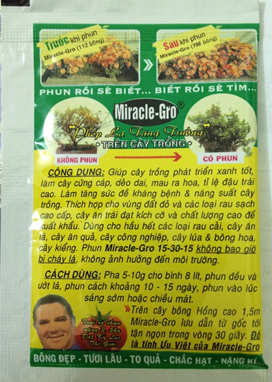 Trước khi phun
Miracle-Gro (112 bông)
Sau khi phun
Miracle-Gro (798 bông)
PHUN RỒI SẼ BIẾT... BIẾT RỒI SẼ TÌM...
Miracle-Gro®
Phép Lạ Tăng Trưởng
• TRÊN CÂY TRỒNG •
KHÔNG PHUN
CÓ PHUN
CÔNG DỤNG: Giúp cây trồng phát triển xanh tốt,
làm cây cứng cáp, dẻo dai, mau ra hoa, tỉ lệ đậu trái
cao. Làm tăng sức đề kháng bệnh & năng suất cây
trồng. Thích hợp cho vùng đất đỏ và các loại rau sạch
cao cấp, cây ăn trái đạt kích cỡ và chất lượng cao để
xuất khẩu. Dùng cho hầu hết các loại rau cải, cây ăn
lá, cây ăn quả, cây công nghiệp, cây lúa & bông hoa,
cây kiểng. Phun Miracle-Gro 15-30-15 không bao giờ
bị cháy lá, không ảnh hưởng đến môi trường.
CÁCH DÙNG: Pha 5-10g cho bình 8 lít, phun đều và
ướt lá, phun cách khoảng 10 - 15 ngày, phun vào lúc
sáng sớm hoặc chiều mát.
Trên cây bông Hồng cao 1,5m
Miracle-Gro lưu dẫn từ gốc tới
tận ngọn trong vòng 30 giây. Đó
là tính Ưu Việt của Miracle-Gro
BÔNG ĐẸP - TƯƠI LÂU - TO QUẢ - CHẮC HẠT - NẶNG KÍ